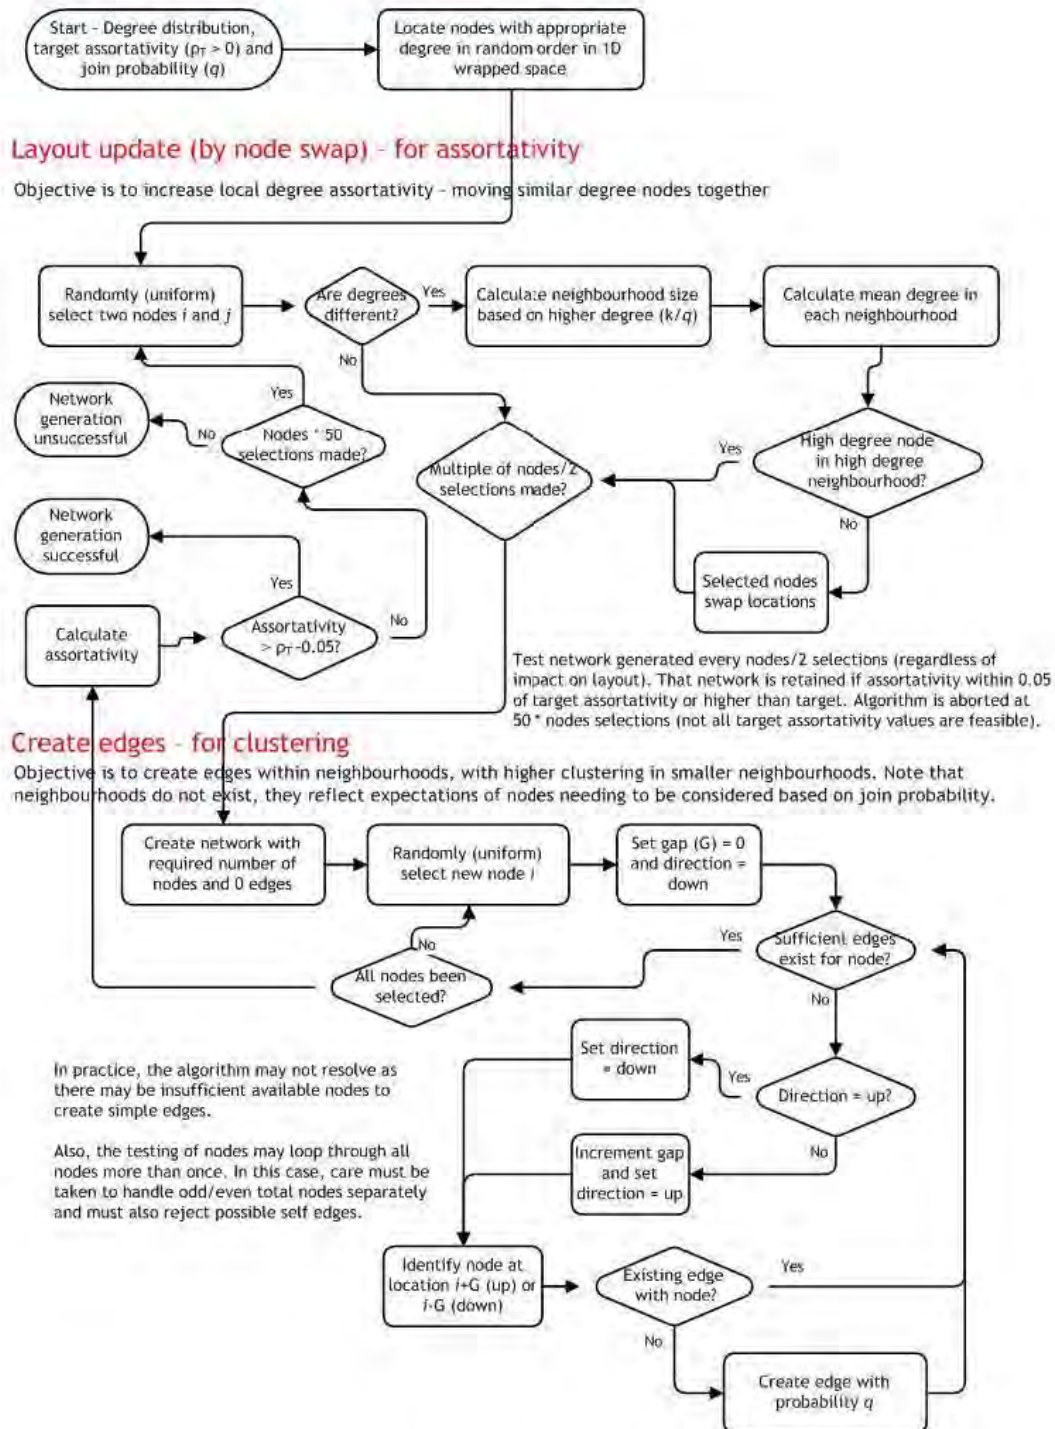 Start - Degree distribution,
target assortativity (ρT > 0) and
join probability (q)
Locate nodes with appropriate
degree in random order in 1D
wrapped space
Layout update (by node swap) - for assortativity
Objective is to increase local degree assortativity - moving similar degree nodes together
Randomly (uniform)
select two nodes i and j
Are degrees
different?
Yes
No
Calculate neighbourhood size
based on higher degree (k/q)
Calculate mean degree in
each neighbourhood
Network
generation
unsuccessful
No
Yes
Nodes * 50
selections made?
Multiple of nodes/2
selections made?
Yes
High degree node
in high degree
neighbourhood?
No
Network
generation
successful
Yes
Selected nodes
swap locations
Calculate
assortativity
Assortativity
> ρT-0.05?
No
Test network generated every nodes/2 selections (regardless of
impact on layout). That network is retained if assortativity within 0.05
of target assortativity or higher than target. Algorithm is aborted at
50 * nodes selections (not all target assortativity values are feasible).
Create edges - for clustering
Objective is to create edges within neighbourhoods, with higher clustering in smaller neighbourhoods. Note that
neighbourhoods do not exist, they reflect expectations of nodes needing to be considered based on join probability.
Create network with
required number of
nodes and 0 edges
Randomly (uniform)
select new node i
Set gap (G) = 0
and direction =
down
No
All nodes been
selected?
Yes
Sufficient edges
exist for node?
No
Set direction
= down
Yes
Direction = up?
No
In practice, the algorithm may not resolve as
there may be insufficient available nodes to
create simple edges.
Also, the testing of nodes may loop through all
nodes more than once. In this case, care must be
taken to handle odd/even total nodes separately
and must also reject possible self edges.
Increment gap
and set
direction = up
Identify node at
location i+G (up) or
i-G (down)
Existing edge
with node?
Yes
No
Create edge with
probability q